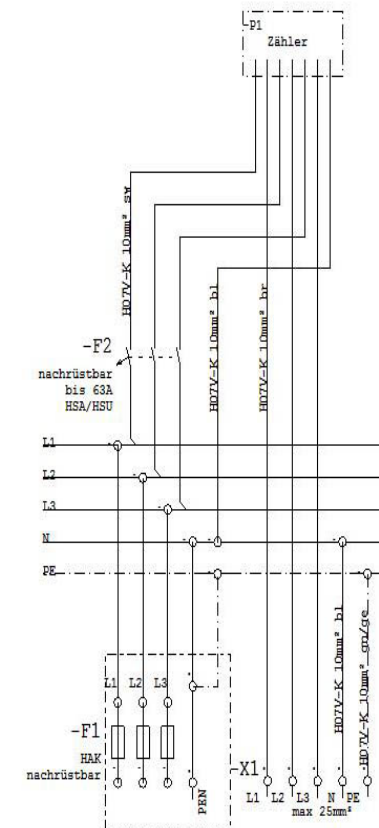 -P1
Zähler
H07V-K 10mm² sw
-F2
nachrüstbar
bis 63A
HSA/HSU
H07V-K 10mm² bl
H07V-K 10mm² br
L1
L2
L3
N
PE
H07V-K 10mm² bl
H07V-K 10mm² gn/ge
L1 L2 L3
-F1
HAK
nachrüstbar
PEN
-X1
L1 L2 L3 N PE
max 25mm²